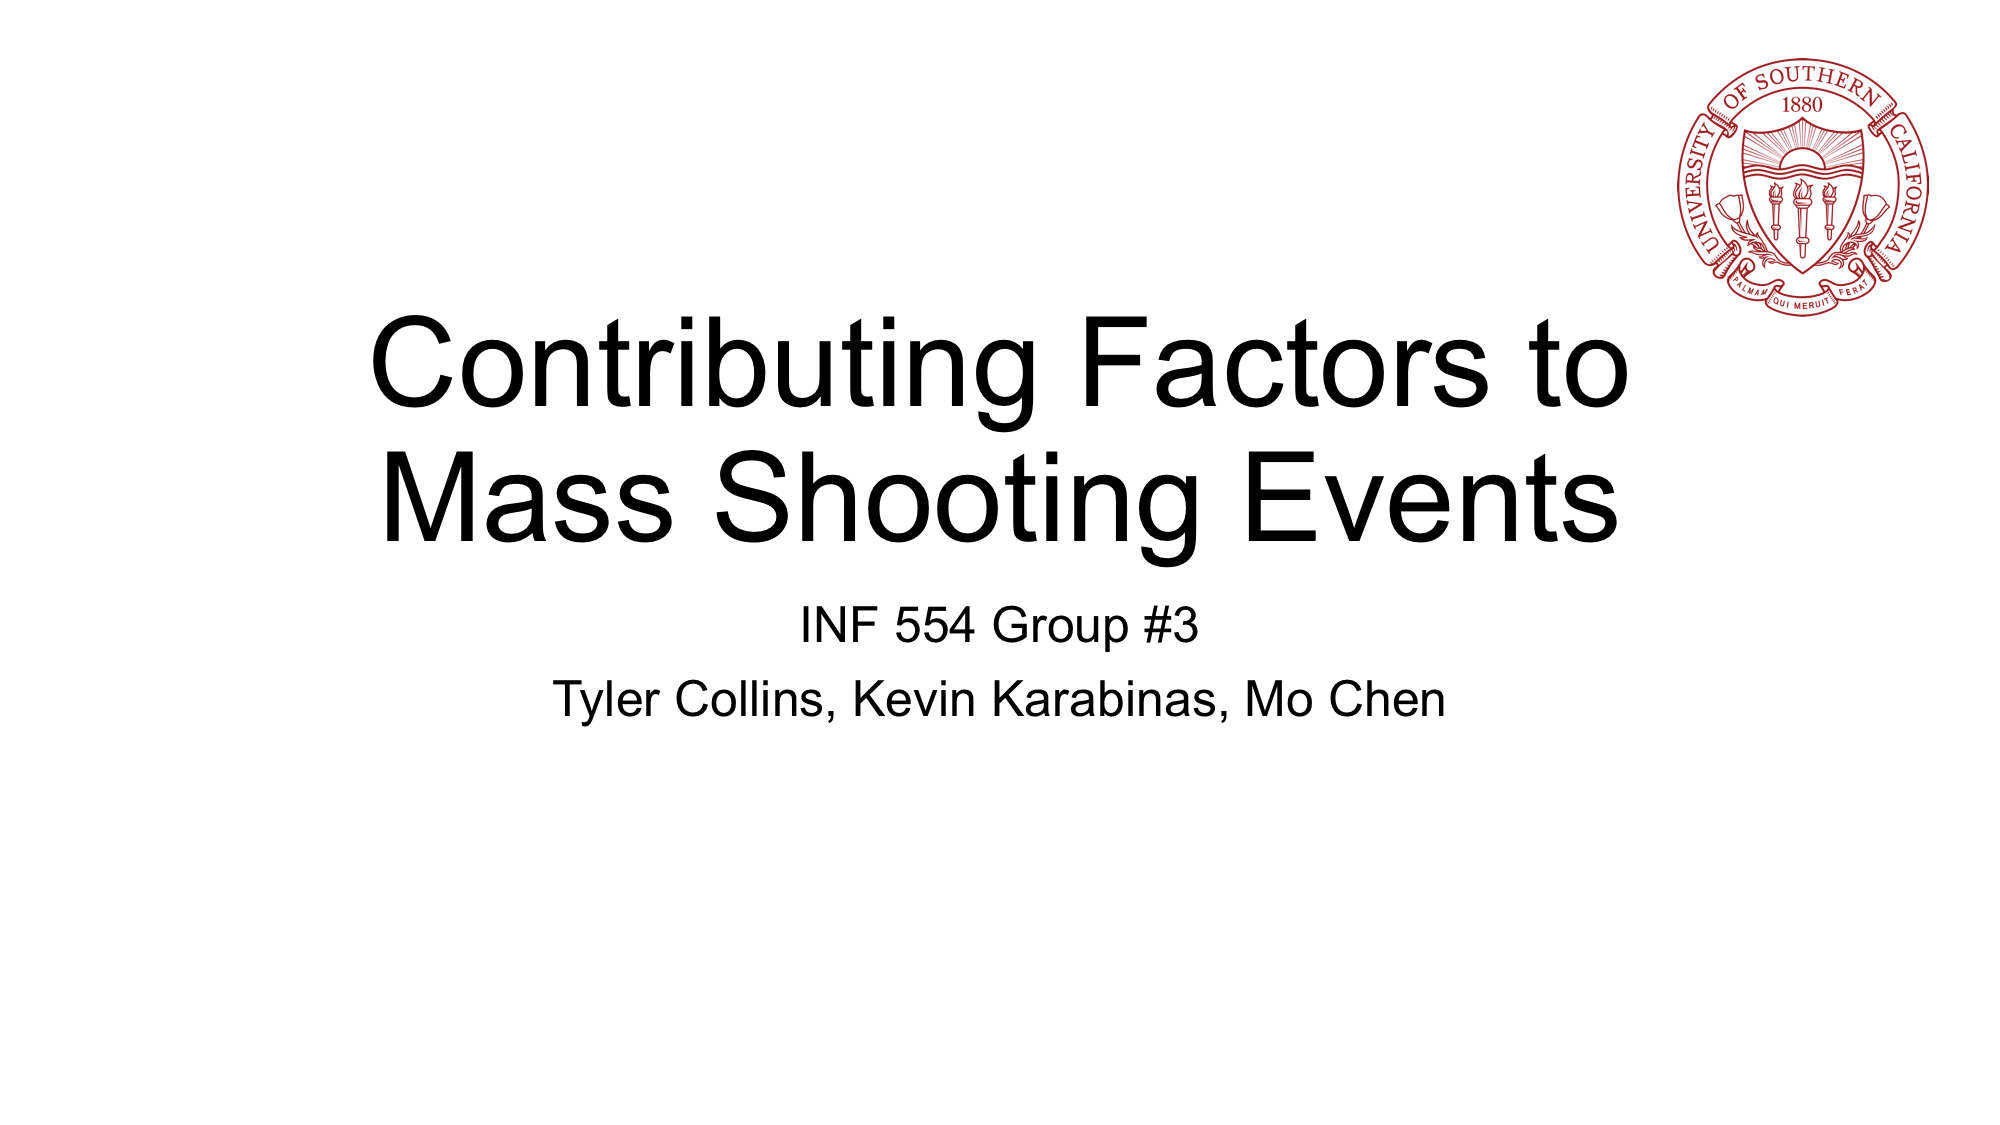 UNIVERSITY OF SOUTHERN CALIFORNIA
1880
PALMAM QUI MERUIT FERAT
Contributing Factors to
Mass Shooting Events
INF 554 Group #3
Tyler Collins, Kevin Karabinas, Mo Chen